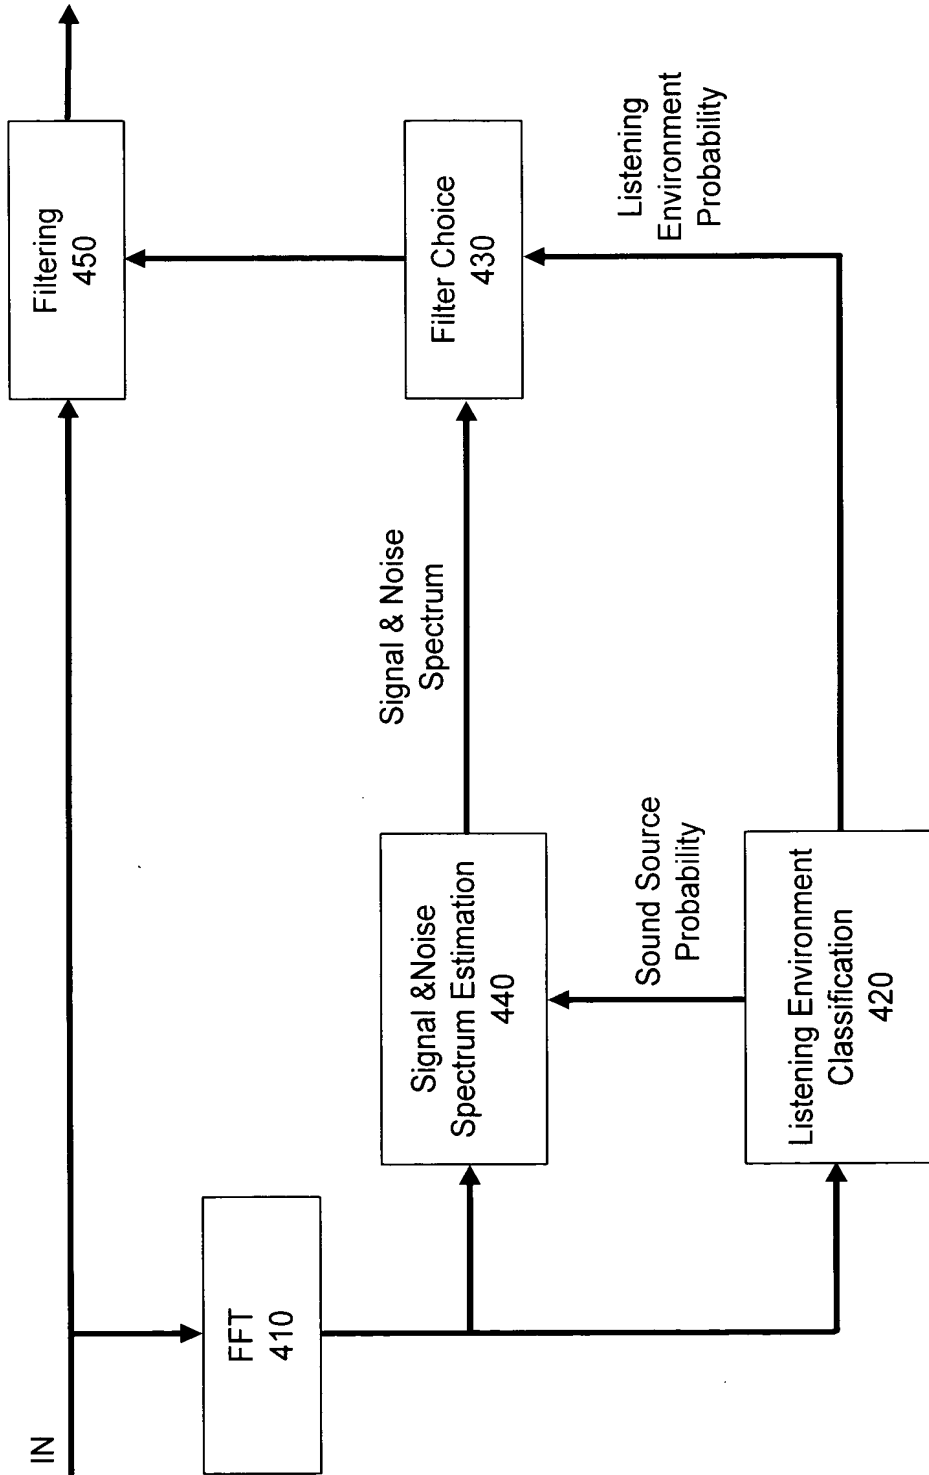 IN
FFT
410
Filtering
450
Signal &Noise
Spectrum Estimation
440
Signal & Noise
Spectrum
Filter Choice
430
Sound Source
Probability
Listening Environment
Classification
420
Listening
Environment
Probability